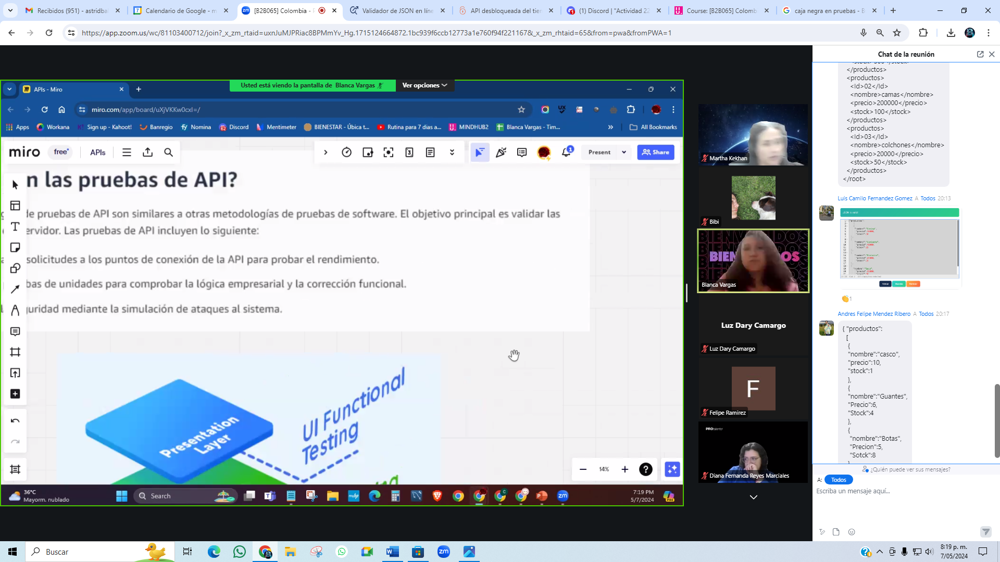 Recibidos (951) - astridba
Calendario de Google - m
[B2B065] Colombia - P
Validador de JSON en líne
API desbloqueada del tien
(1) Discord | "Actividad 22
Course: [B2B065] Colomb
caja negra en pruebas - B
https://app.zoom.us/wc/81103400712/join?_x_zm_rtaid=uxnJuMJPRiac8BPMmYv_Hg.1715124664872.1bc939f6ccb12773a1e760f94f221167&_x_zm_rhtaid=65&from=pwa&fromPWA=1
Usted está viendo la pantalla de Blanca Vargas
Ver opciones
APIs - Miro
miro.com/app/board/uXjVKKw0cxI=/
Apps
Workana
Sign up - Kahoot!
Banregio
Nomina
Discord
Mentimeter
BIENESTAR - Úbica t...
Rutina para 7 dias a...
MINDHUB2
Blanca Vargas - Tim...
All Bookmarks
miro
free
APIs
Present
Share
n las pruebas de API?
de pruebas de API son similares a otras metodologías de pruebas de software. El objetivo principal es validar las
servidor. Las pruebas de API incluyen lo siguiente:
solicitudes a los puntos de conexión de la API para probar el rendimiento.
bas de unidades para comprobar la lógica empresarial y la corrección funcional.
uridad mediante la simulación de ataques al sistema.
Presentation
Layer
UI Functional
Testing
14%
36°C
Mayorm. nublado
Search
7:19 PM
5/7/2024
Martha Kekhan
Bibi
BIENVENIDOS
Blanca Vargas
Luz Dary Camargo
Luz Dary Camargo
F
Felipe Ramirez
PROtalento
Diana Fernanda Reyes Marciales
Chat de la reunión
</productos>
<productos>
<Id>02</Id>
<nombre>camas</nombre>
<precio>200000</precio>
<stock>100</stock>
</productos>
<productos>
<Id>03</Id>
<nombre>colchones</nombre>
<precio>20000</precio>
<stock>50</stock>
</productos>
</root>
Luis Camilo Fernandez Gomez A Todos 20:13
1
Andres Felipe Mendez Ribero A Todos 20:17
{ "productos":
[
{
"nombre":"casco",
"precio":10,
"stock":1
},
{
"nombre":"Guantes",
"Precio":6,
"Stock":4
},
{
"nombre":"Botas",
"Precion":5,
"Sotck":8
¿Quién puede ver sus mensajes?
A: Todos
Escriba un mensaje aquí...
Buscar
8:19 p. m.
7/05/2024